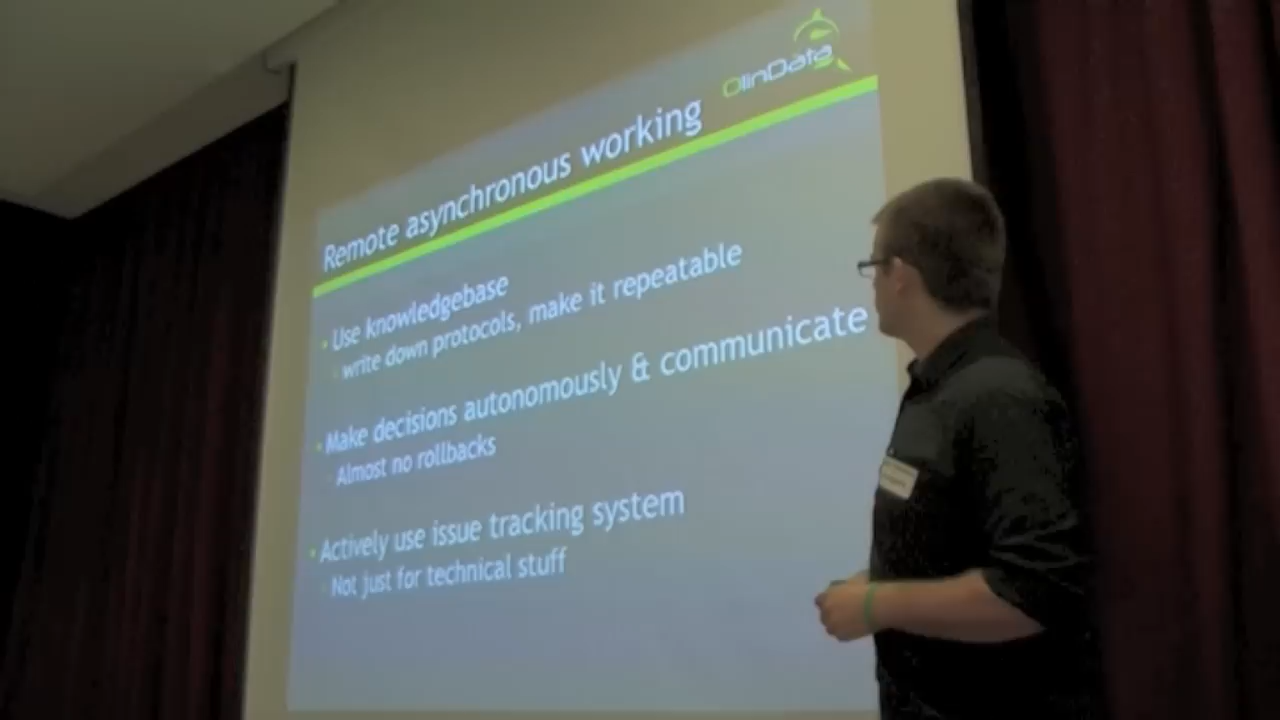 OlinData
Remote asynchronous working
Use knowledgebase
write down protocols, make it repeatable
Make decisions autonomously & communicate
Almost no rollbacks
Actively use issue tracking system
Not just for technical stuff